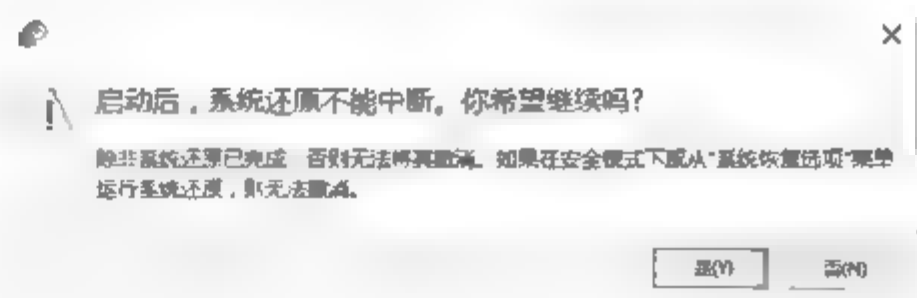 启动后，系统还原不能中断。你希望继续吗?
除非系统还原已完成，否则无法将其撤消。如果在安全模式下或从"系统恢复选项"菜单
运行系统还原，则无法撤消。
是(Y)
否(N)